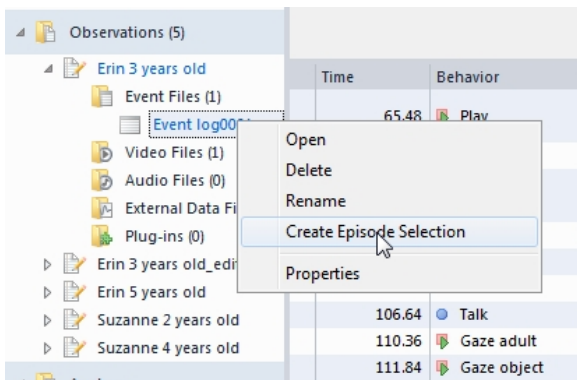 Observations (5)
Erin 3 years old
Event Files (1)
Event log000
Video Files (1)
Audio Files (0)
External Data Fi
Plug-ins (0)
Erin 3 years old_edi
Erin 5 years old
Suzanne 2 years old
Suzanne 4 years old
Time Behavior
65.48 Play
Open
Delete
Rename
Create Episode Selection
Properties
106.64 Talk
110.36 Gaze adult
111.84 Gaze object